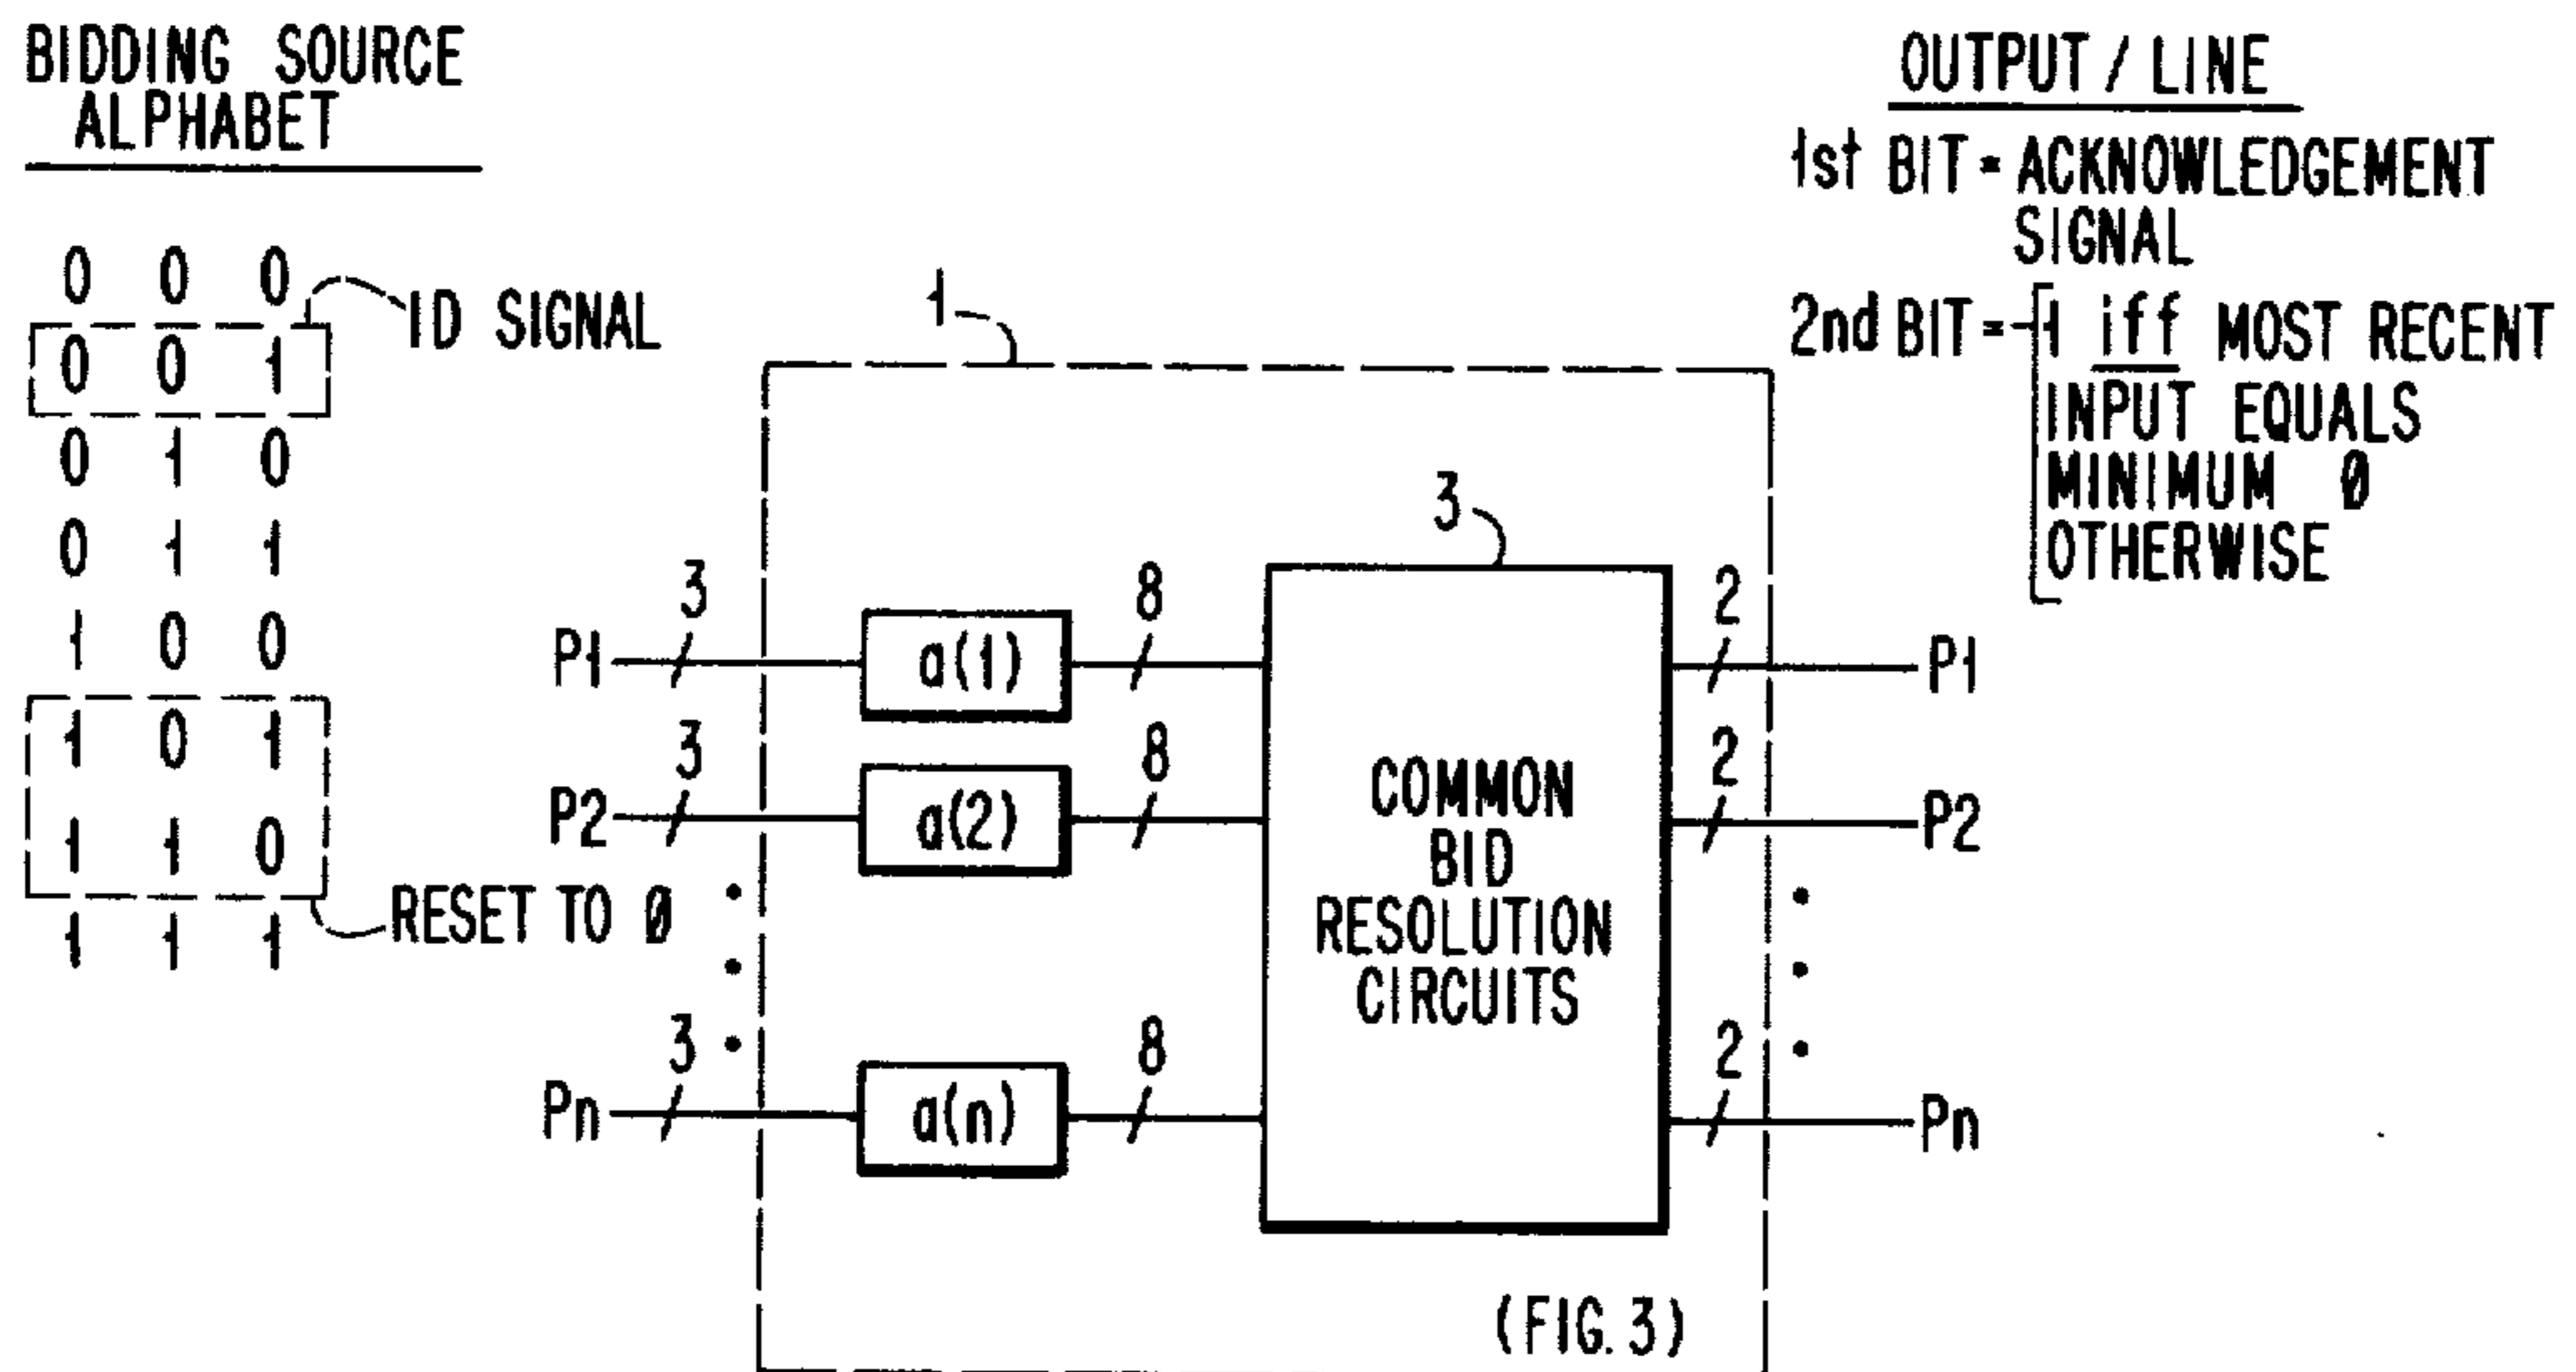 BIDDING SOURCE
ALPHABET
0 0 0
0 0 1
ID SIGNAL
0 1 0
0 1 1
1 0 0
1 0 1
1 1 0
RESET TO Ø
1 1 1
OUTPUT / LINE
1st BIT = ACKNOWLEDGEMENT
SIGNAL
2nd BIT = 1 iff MOST RECENT
INPUT EQUALS
MINIMUM Ø
OTHERWISE
1
3
P1 3 a(1) 8 2 P1
P2 3 a(2) 8 2 P2
Pn 3 a(n) 8 2 Pn
COMMON
BID
RESOLUTION
CIRCUITS
(FIG. 3)